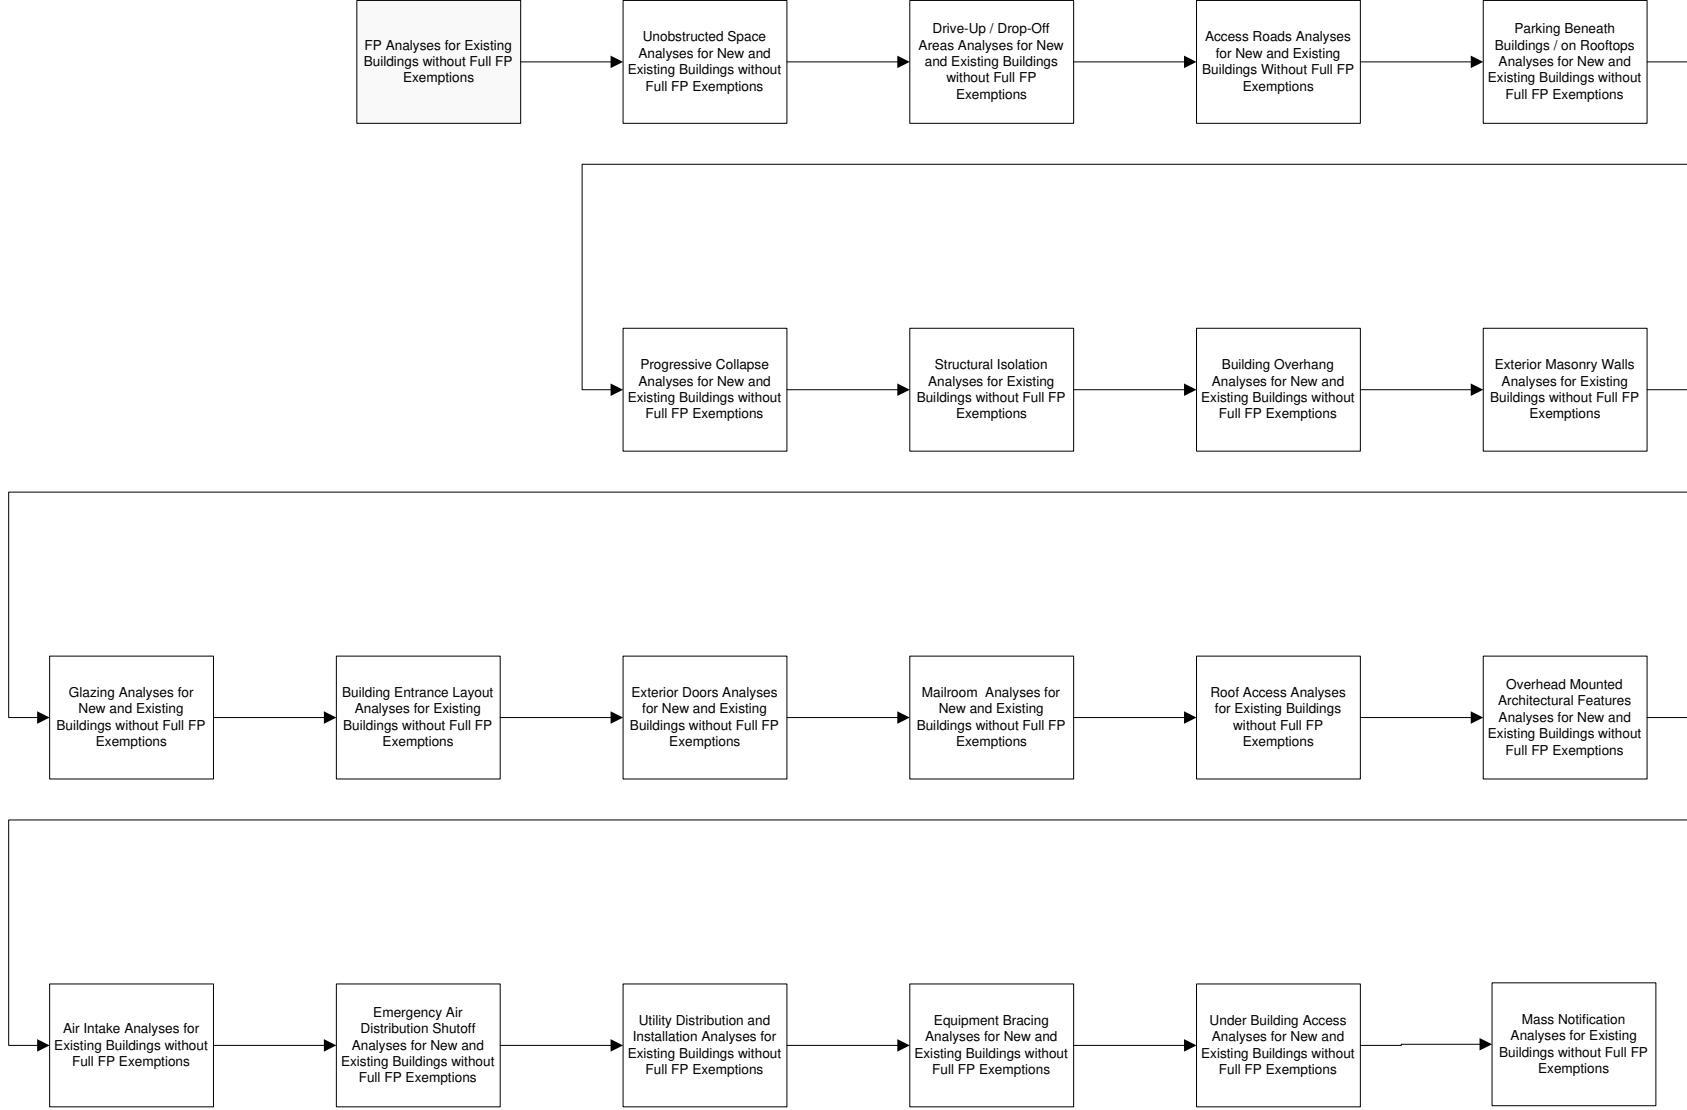 FP Analyses for Existing
Buildings without Full FP
Exemptions
Unobstructed Space
Analyses for New and
Existing Buildings without
Full FP Exemptions
Drive-Up / Drop-Off
Areas Analyses for New
and Existing Buildings
without Full FP
Exemptions
Access Roads Analyses
for New and Existing
Buildings Without Full FP
Exemptions
Parking Beneath
Buildings / on Rooftops
Analyses for New and
Existing Buildings without
Full FP Exemptions
Progressive Collapse
Analyses for New and
Existing Buildings without
Full FP Exemptions
Structural Isolation
Analyses for Existing
Buildings without Full FP
Exemptions
Building Overhang
Analyses for New and
Existing Buildings without
Full FP Exemptions
Exterior Masonry Walls
Analyses for Existing
Buildings without Full FP
Exemptions
Glazing Analyses for
New and Existing
Buildings without Full FP
Exemptions
Building Entrance Layout
Analyses for Existing
Buildings without Full FP
Exemptions
Exterior Doors Analyses
for New and Existing
Buildings without Full FP
Exemptions
Mailroom Analyses for
New and Existing
Buildings without Full FP
Exemptions
Roof Access Analyses
for Existing Buildings
without Full FP
Exemptions
Overhead Mounted
Architectural Features
Analyses for New and
Existing Buildings without
Full FP Exemptions
Air Intake Analyses for
Existing Buildings without
Full FP Exemptions
Emergency Air
Distribution Shutoff
Analyses for New and
Existing Buildings without
Full FP Exemptions
Utility Distribution and
Installation Analyses for
Existing Buildings without
Full FP Exemptions
Equipment Bracing
Analyses for New and
Existing Buildings without
Full FP Exemptions
Under Building Access
Analyses for New and
Existing Buildings without
Full FP Exemptions
Mass Notification
Analyses for Existing
Buildings without Full FP
Exemptions